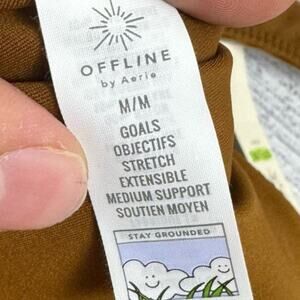 OFFLINE
by Aerie
M/M
GOALS
OBJECTIFS
STRETCH
EXTENSIBLE
MEDIUM SUPPORT
SOUTIEN MOYEN
STAY GROUNDED